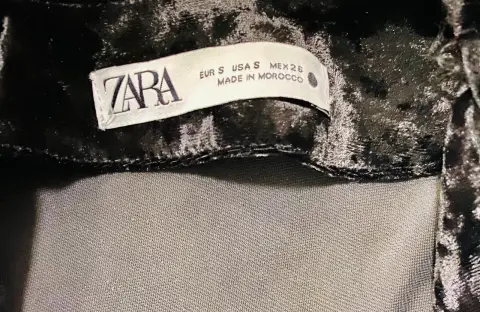 ZARA
EUR S USA S MEX 26
MADE IN MOROCCO